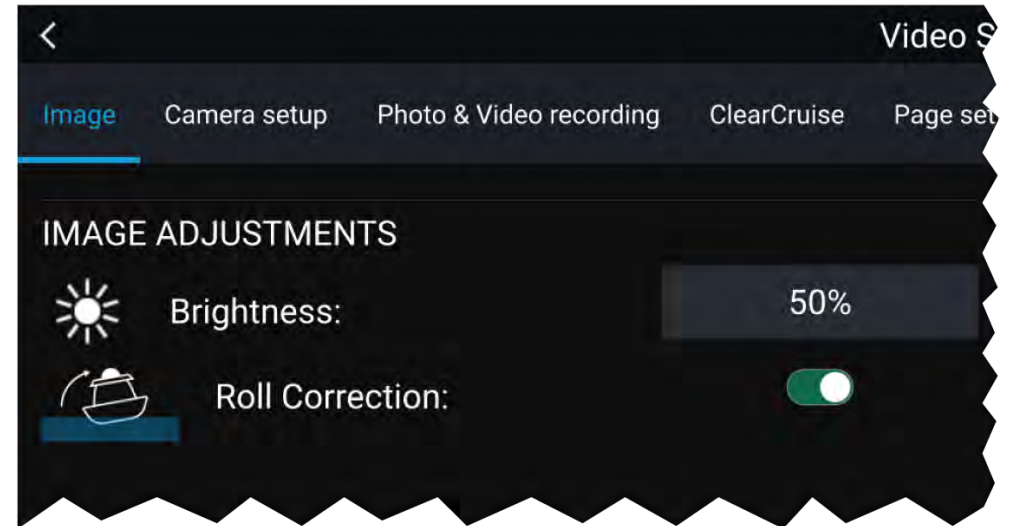 Video S
Image Camera setup Photo & Video recording ClearCruise Page set
IMAGE ADJUSTMENTS
Brightness: 50%
Roll Correction: